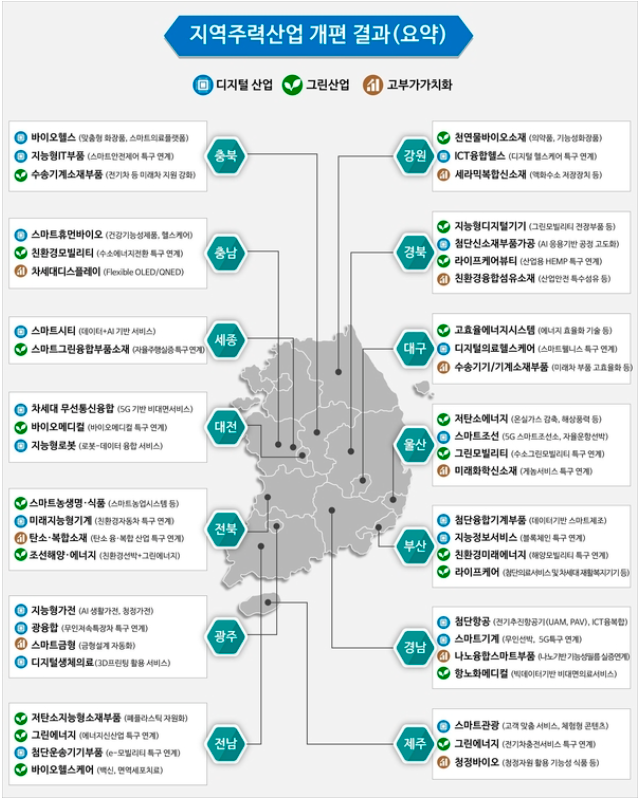 지역주력산업 개편 결과(요약)
디지털 산업 그린산업 고부가가치화
바이오헬스 (맞춤형 화장품, 스마트의료플랫폼)
지능형IT부품 (스마트안전제어 특구 연계)
수송기계소재부품 (전기차 등 미래차 지원 강화)
충북
스마트휴먼바이오 (건강기능성제품, 헬스케어)
친환경모빌리티 (수소에너지전환 특구 연계)
차세대디스플레이 (Flexible OLED/QNED)
충남
스마트시티 (데이터+AI 기반 서비스)
스마트그린융합부품소재 (자율주행실증특구연계)
세종
차세대 무선통신융합 (5G 기반 비대면서비스)
바이오메디컬 (바이오메디컬 특구 연계)
지능형로봇 (로봇-데이터 융합 서비스)
대전
스마트농생명·식품 (스마트농업시스템 등)
미래지능형기계 (친환경자동차 특구 연계)
탄소·복합소재 (탄소 융·복합 산업 특구 연계)
조선해양·에너지 (친환경선박+그린에너지)
전북
지능형가전 (AI 생활가전, 청정가전)
광융합 (무인저속특장차 특구 연계)
스마트금형 (금형설계 자동화)
디지털생체의료 (3D프린팅 활용 서비스)
광주
저탄소지능형소재부품 (폐플라스틱 자원화)
그린에너지 (에너지신산업 특구 연계)
첨단운송기기부품 (e-모빌리티 특구 연계)
바이오헬스케어 (백신, 면역세포치료)
전남
강원
천연물바이오소재 (의약품, 기능성화장품)
ICT융합헬스 (디지털 헬스케어 특구 연계)
세라믹복합신소재 (액화수소 저장장치 등)
경북
지능형디지털기기 (그린모빌리티 전장부품 등)
첨단신소재부품가공 (AI 응용기반 공정 고도화)
라이프케어뷰티 (산업용 HEMP 특구 연계)
친환경융합섬유소재 (산업안전 특수섬유 등)
대구
고효율에너지시스템 (에너지 효율화 기술 등)
디지털의료헬스케어 (스마트웰니스 특구 연계)
수송기기/기계소재부품 (미래차 부품 고효율화 등)
울산
저탄소에너지 (온실가스 감축, 해상풍력 등)
스마트조선 (5G 스마트조선소, 자율운항선박)
그린모빌리티 (수소그린모빌리티 특구 연계)
미래화학신소재 (게놈서비스 특구 연계)
부산
첨단융합기계부품 (데이터기반 스마트제조)
지능정보서비스 (블록체인 특구 연계)
친환경미래에너지 (해양모빌리티 특구 연계)
라이프케어 (첨단의료서비스 및 차세대 재활복지기기 등)
경남
첨단항공 (전기추진항공기(UAM, PAV), ICT융복합)
스마트기계 (무인선박, 5G특구 연계)
나노융합스마트부품 (나노기반 기능성필름 실증연계)
항노화메디컬 (빅데이터기반 비대면의료서비스)
제주
스마트관광 (고객 맞춤 서비스, 체험형 콘텐츠)
그린에너지 (전기차충전서비스 특구 연계)
청정바이오 (청정자원 활용 기능성 식품 등)